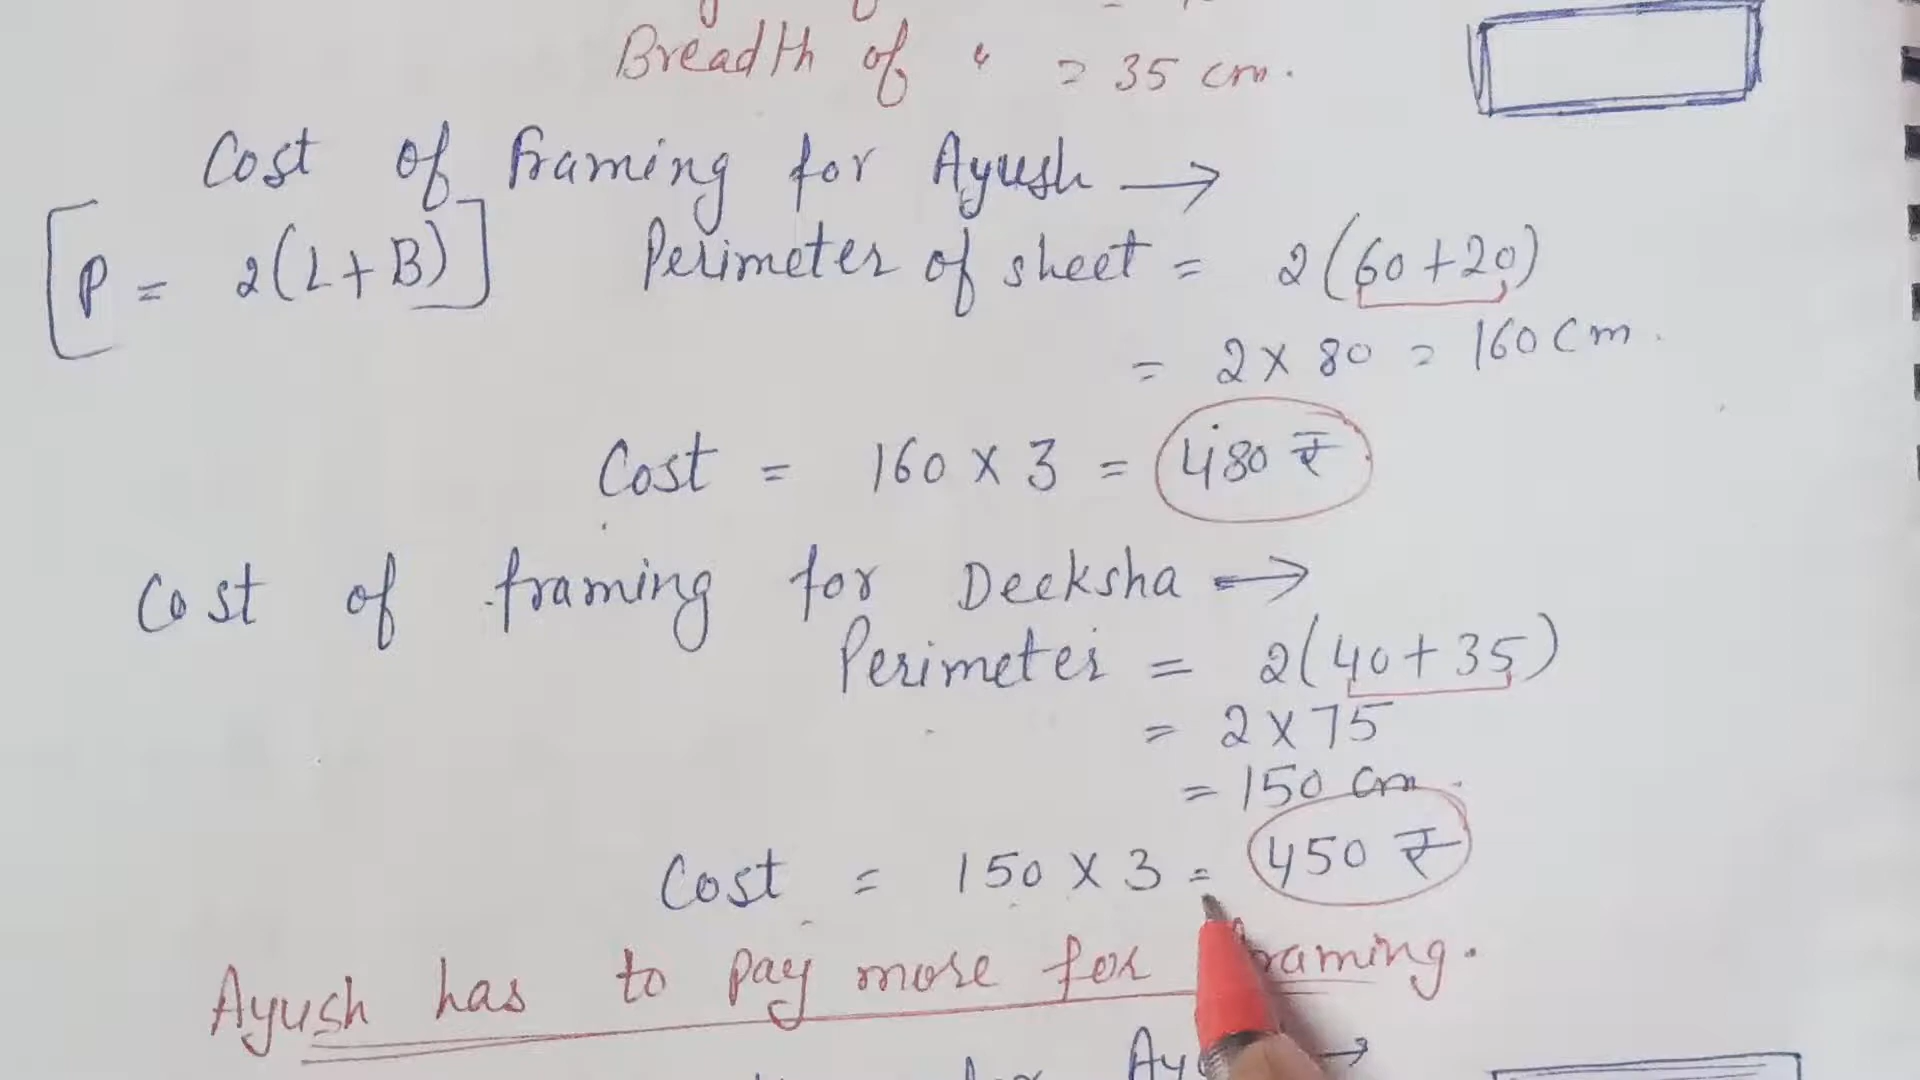 Breadth of " = 35 cm.
Cost of framing for Ayush →
[P = 2(L+B)] Perimeter of sheet = 2(60+20)
= 2 x 80 = 160 cm.
Cost = 160 x 3 = 480 ₹
Cost of framing for Deeksha →
Perimeter = 2(40+35)
= 2 x 75
= 150 cm.
Cost = 150 x 3 = 450 ₹
Ayush has to pay more for framing.